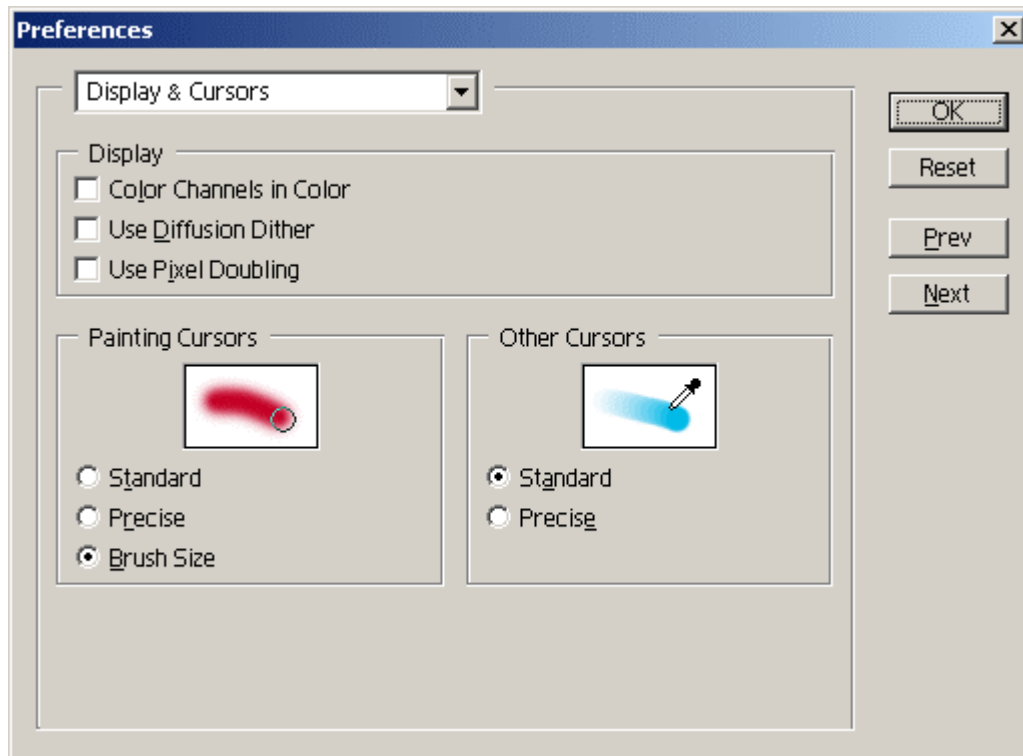 Preferences
Display & Cursors
OK
Display
Reset
Color Channels in Color
Use Diffusion Dither
Prev
Use Pixel Doubling
Next
Painting Cursors
Other Cursors
Standard
Standard
Precise
Precise
Brush Size